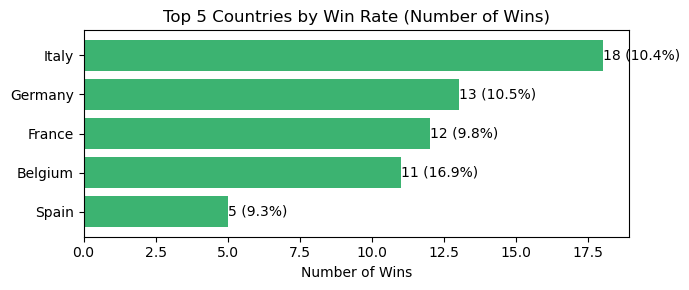 Top 5 Countries by Win Rate (Number of Wins)
Italy 18 (10.4%)
Germany 13 (10.5%)
France 12 (9.8%)
Belgium 11 (16.9%)
Spain 5 (9.3%)
0.0 2.5 5.0 7.5 10.0 12.5 15.0 17.5
Number of Wins